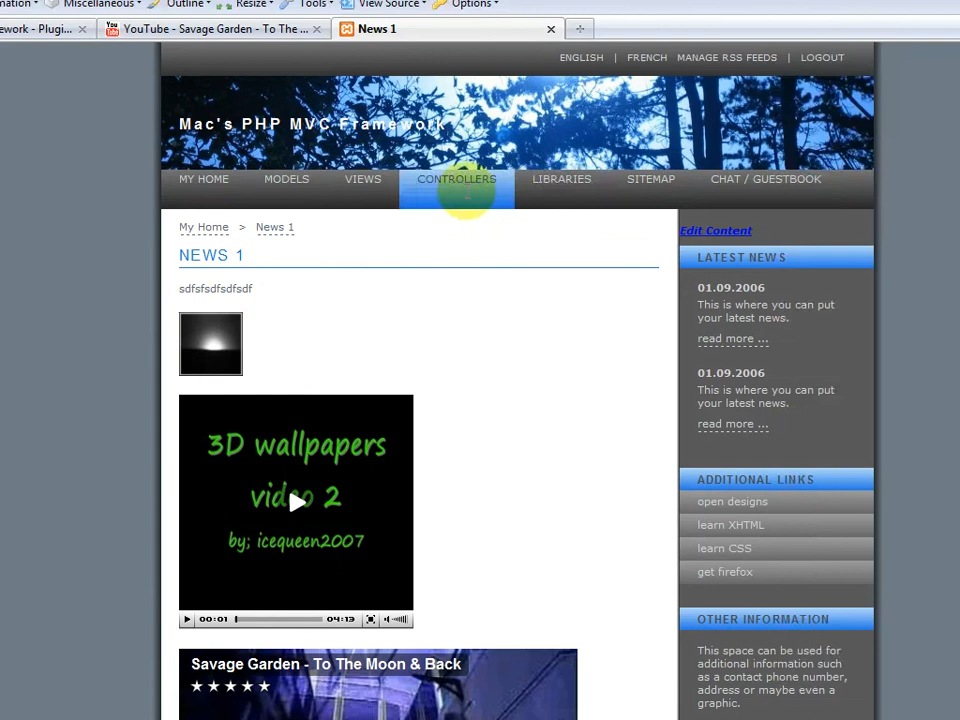 mation Miscellaneous Outline Resize Tools View Source Options
ework - Plugi... YouTube - Savage Garden - To The ... News 1
ENGLISH | FRENCH MANAGE RSS FEEDS | LOGOUT
Mac's PHP MVC Framework
MY HOME MODELS VIEWS CONTROLLERS LIBRARIES SITEMAP CHAT / GUESTBOOK
My Home > News 1
NEWS 1
sdfsfsdfsdfsdf
3D wallpapers
video 2
by; icequeen2007
00:01 04:13
Savage Garden - To The Moon & Back
Edit Content
LATEST NEWS
01.09.2006
This is where you can put
your latest news.
read more ...
01.09.2006
This is where you can put
your latest news.
read more ...
ADDITIONAL LINKS
open designs
learn XHTML
learn CSS
get firefox
OTHER INFORMATION
This space can be used for
additional information such
as a contact phone number,
address or maybe even a
graphic.